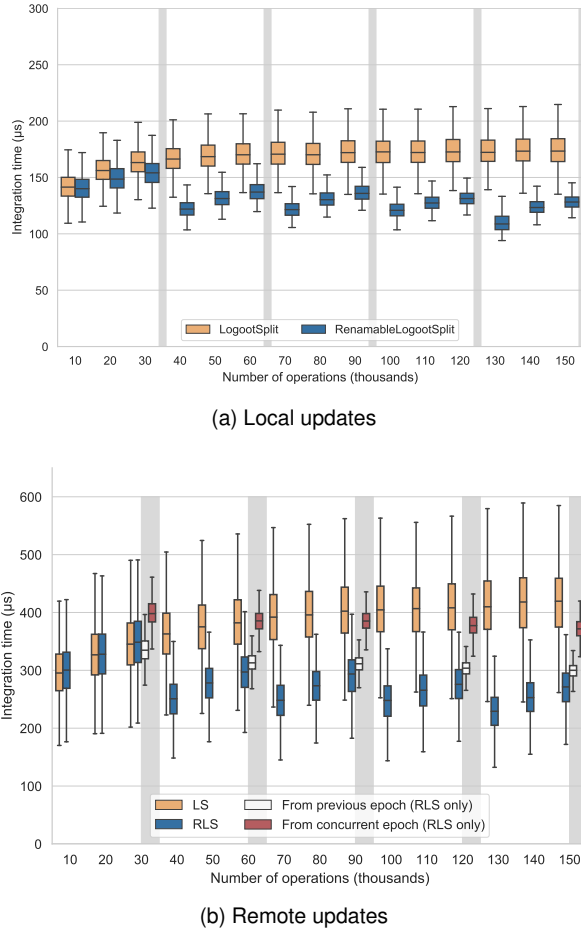 300
250
200
150
100
50
0
Integration time (µs)
LogootSplit RenamableLogootSplit
10 20 30 40 50 60 70 80 90 100 110 120 130 140 150
Number of operations (thousands)
(a) Local updates
600
500
400
300
200
100
0
Integration time (µs)
LS From previous epoch (RLS only)
RLS From concurrent epoch (RLS only)
10 20 30 40 50 60 70 80 90 100 110 120 130 140 150
Number of operations (thousands)
(b) Remote updates